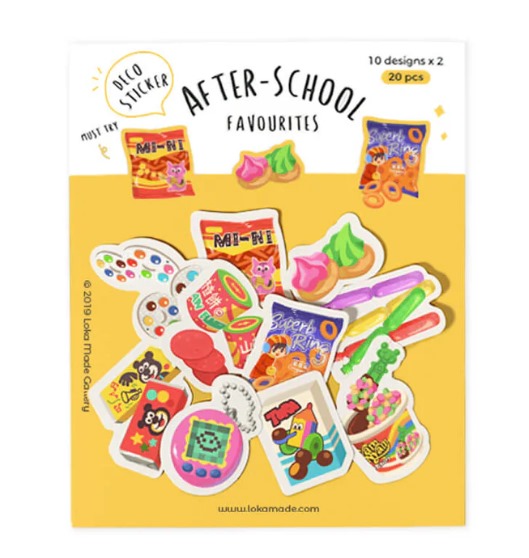 DECO
STICKER
AFTER-SCHOOL
FAVOURITES
10 designs x 2
20 pcs
MUST TRY
MI-NI
Superb
Ring
MI-NI
Superb
Ring
© 2019 Loka Made Gawfry
www.lokamade.com